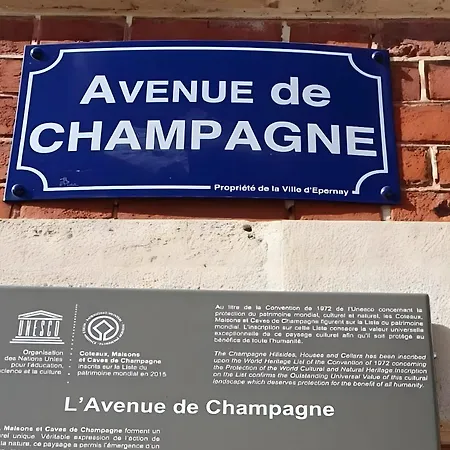 AVENUE de
CHAMPAGNE
Propriété de la Ville d'Epernay
UNESCO
Organisation
des Nations Unies
pour l'éducation,
science et la culture
Coteaux, Maisons
et Caves de Champagne
inscrits sur la Liste du
patrimoine mondial en 2015
Au titre de la Convention de 1972 de l'Unesco concernant la
protection du patrimoine mondial, culturel et naturel, les Coteaux,
Maisons et Caves de Champagne figurent sur la Liste du patrimoine
mondial. L'inscription sur cette Liste consacre la valeur universelle
exceptionnelle de ce paysage culturel afin qu'il soit protégé au
bénéfice de toute l'humanité.
The Champagne Hillsides, Houses and Cellars has been inscribed
upon the World Heritage List of the Convention of 1972 concerning
the Protection of the World Cultural and Natural Heritage. Inscription
on the List confirms the Outstanding Universal Value of this cultural
landscape which deserves protection for the benefit of all humanity.
L'Avenue de Champagne
Maisons et Caves de Champagne forment un
unique. Véritable expression de l'action de
la nature, ce paysage a permis l'émergence d'un